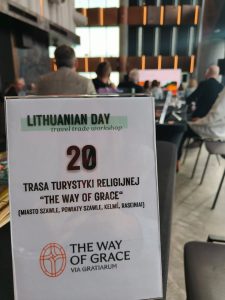 LITHUANIAN DAY
travel trade workshop
20
TRASA TURYSTYKI RELIGIJNEJ
"THE WAY OF GRACE"
(MIASTO SZAWLE, POWIATY SZAWLE, KELMĖ, RASEINIAI)
THE WAY
OF GRACE
VIA GRATIARUM